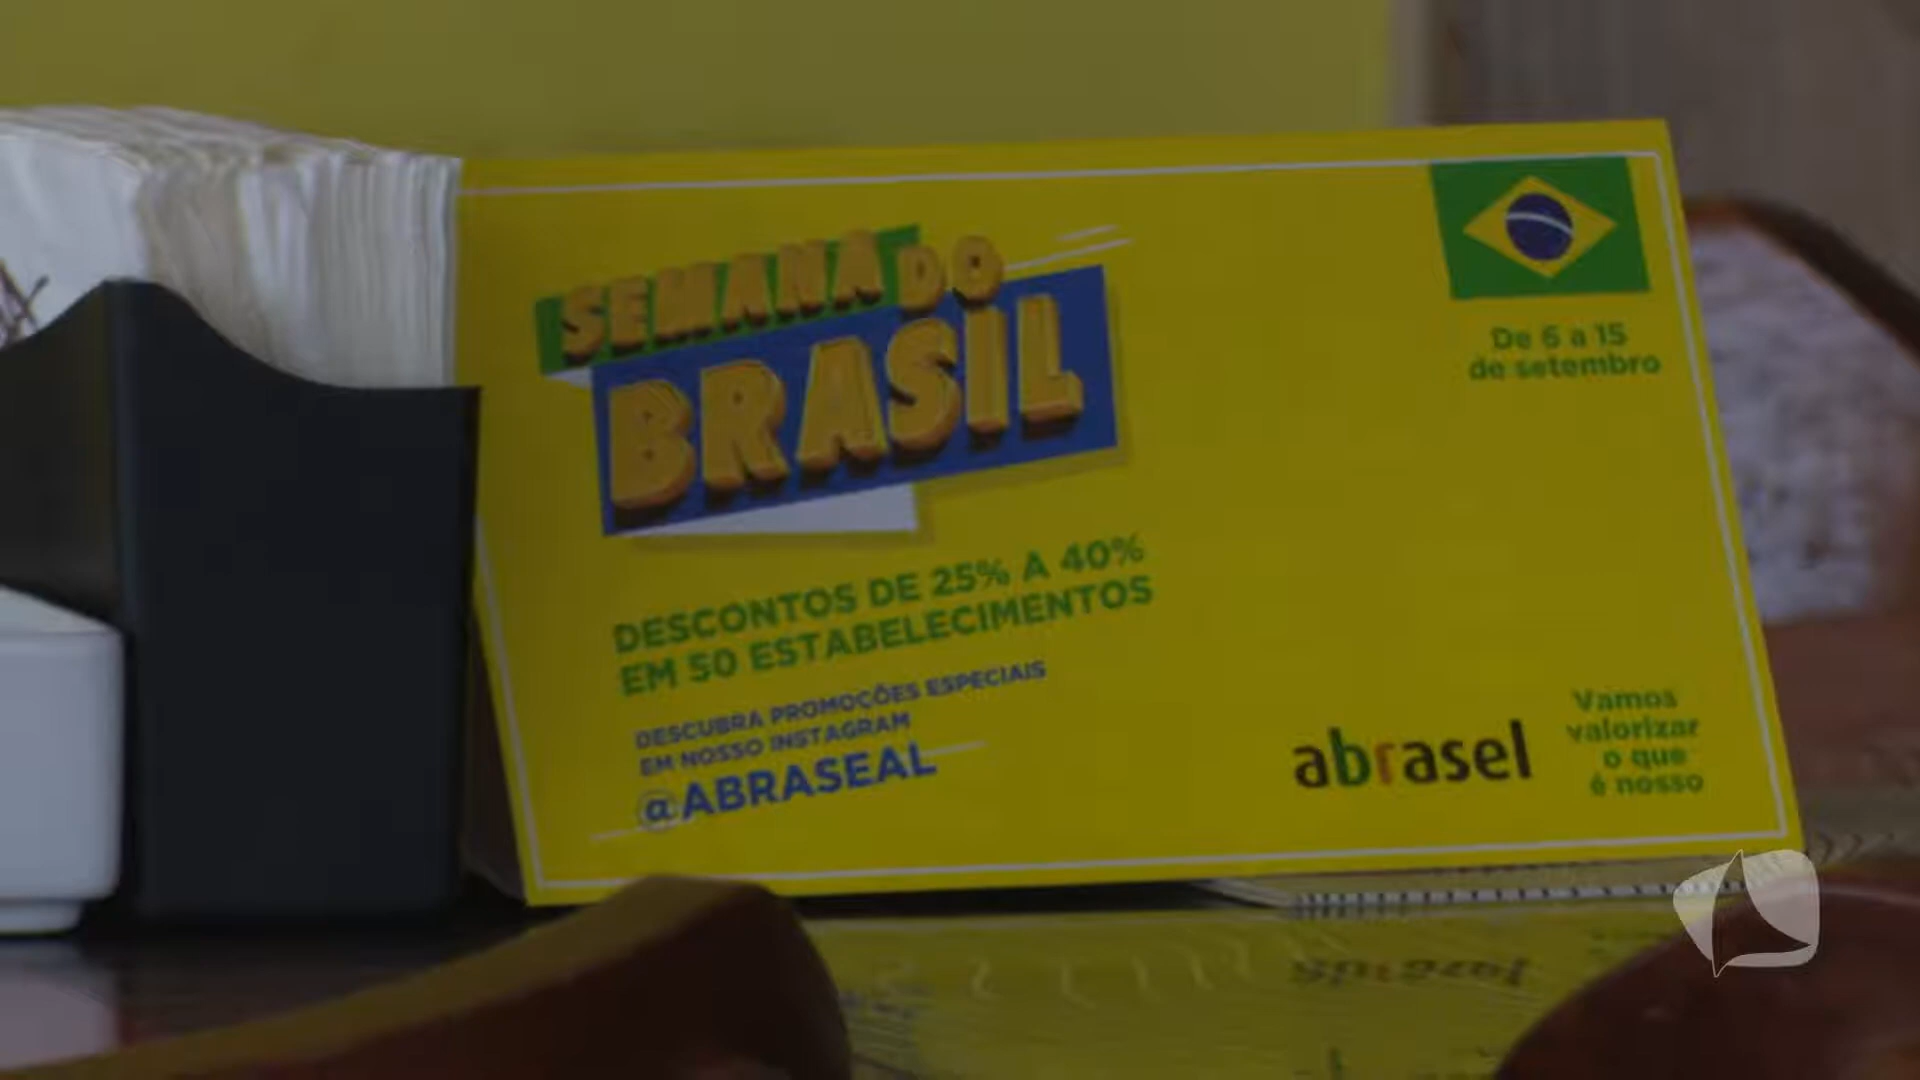 SEMANA DO
BRASIL
De 6 a 15
de setembro
DESCONTOS DE 25% A 40%
EM 50 ESTABELECIMENTOS
DESCUBRA PROMOÇÕES ESPECIAIS
EM NOSSO INSTAGRAM
@ABRASEAL
abrasel
Vamos
valorizar
o que
é nosso